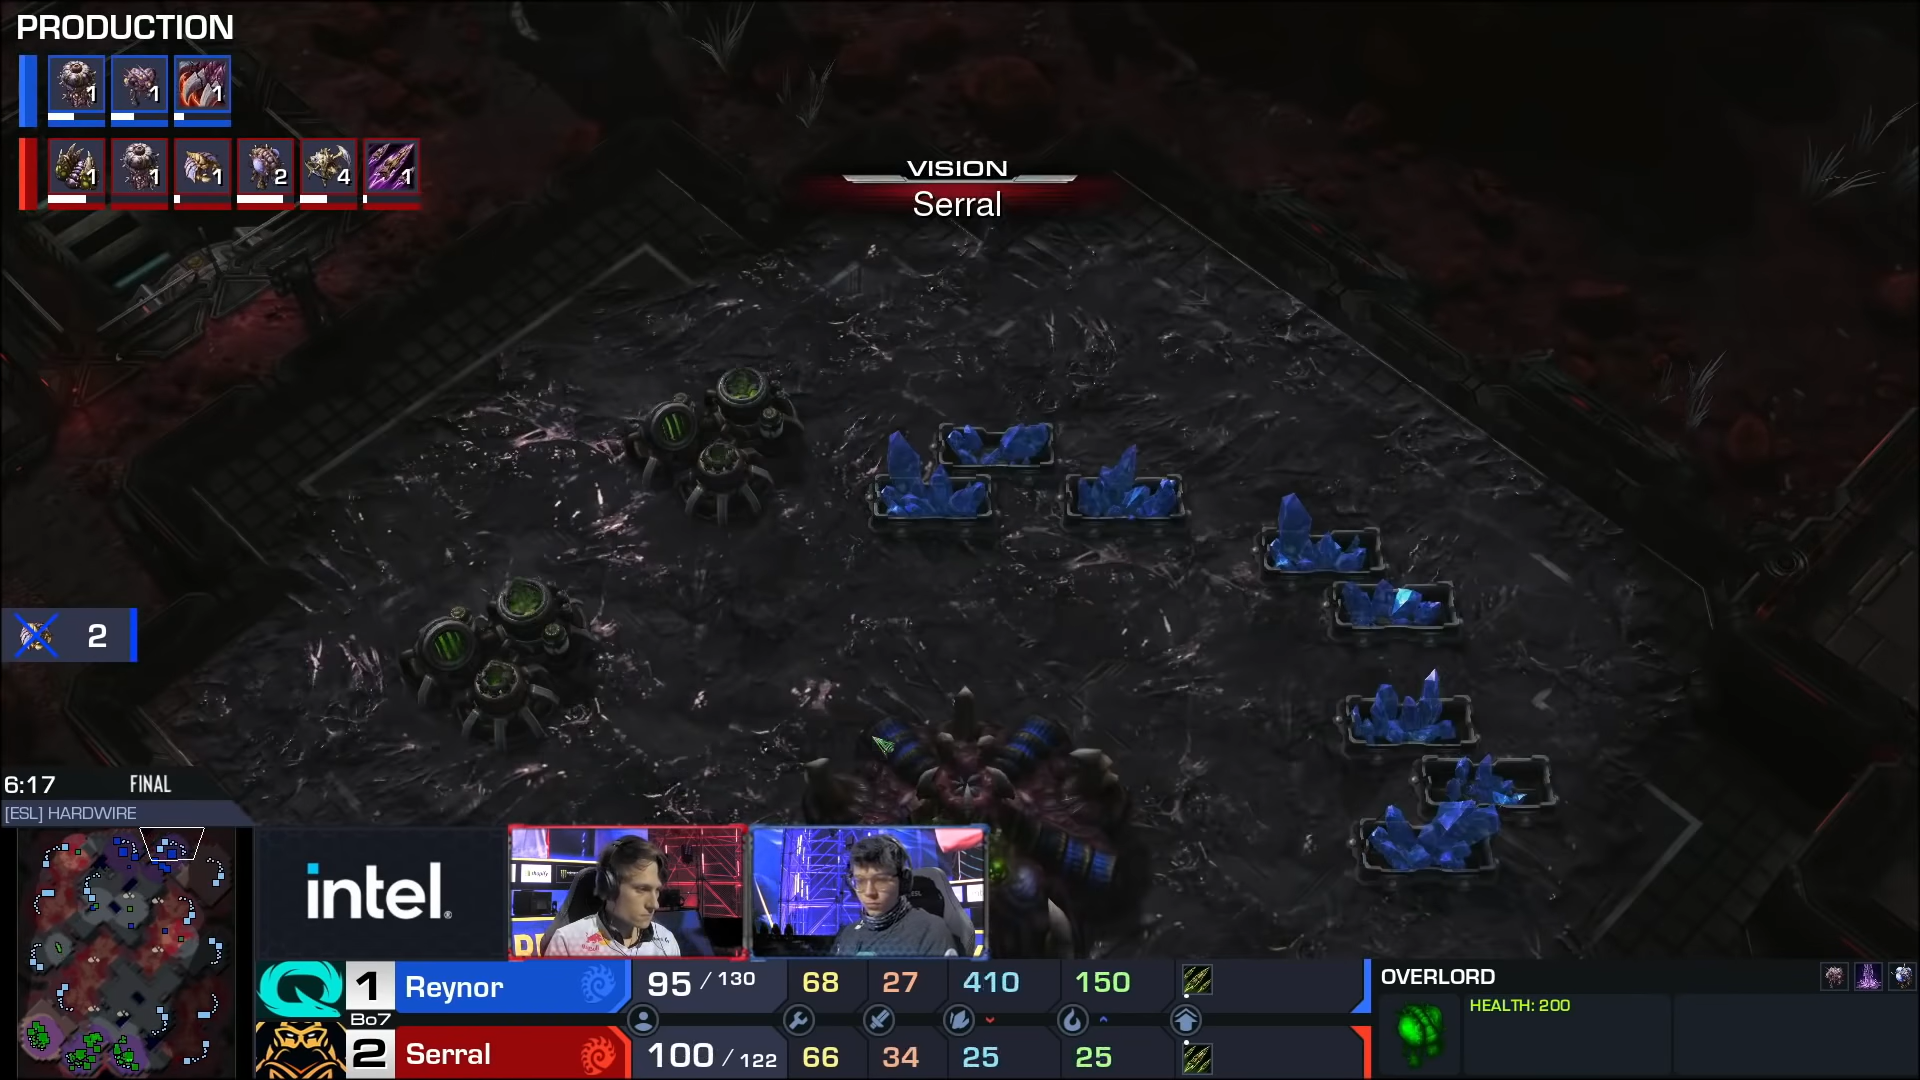 PRODUCTION
1 1 1
1 1 1 2 4 1
VISION
Serral
2
6:17 FINAL
[ESL] HARDWIRE
intel
1 Reynor 95 / 130 68 27 410 150
Bo7
2 Serral 100 / 122 66 34 25 25
OVERLORD
HEALTH: 200